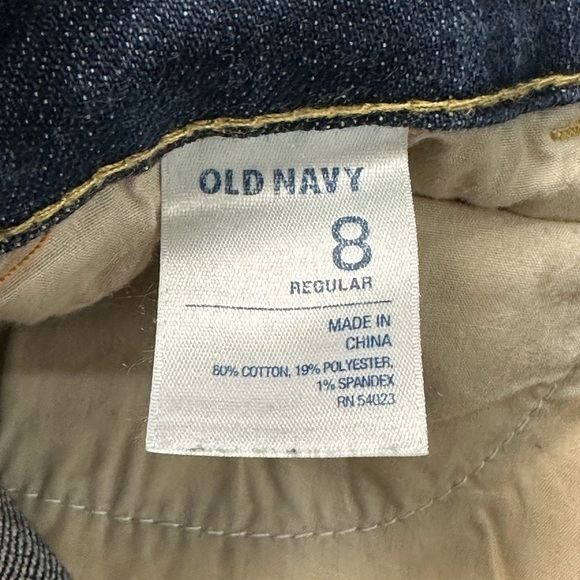 OLD NAVY
8
REGULAR
MADE IN
CHINA
80% COTTON, 19% POLYESTER,
1% SPANDEX
RN 54023